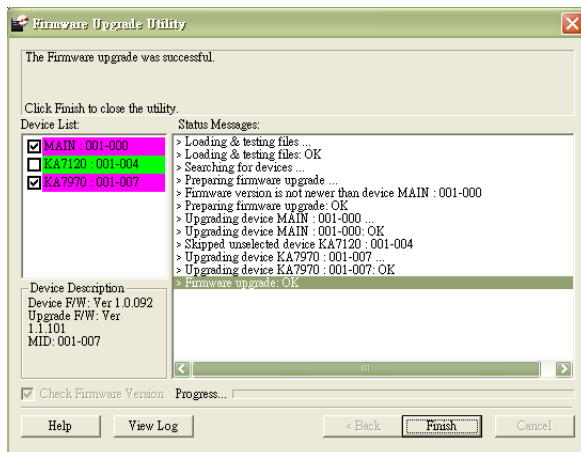 Firmware Upgrade Utility
The Firmware upgrade was successful.
Click Finish to close the utility.
Device List:
MAIN : 001-000
KA7120 : 001-004
KA7970 : 001-007
Status Messages:
> Loading & testing files ...
> Loading & testing files: OK
> Searching for devices ...
> Preparing firmware upgrade ...
> Firmware version is not newer than device MAIN : 001-000
> Preparing firmware upgrade: OK
> Upgrading device MAIN : 001-000 ...
> Upgrading device MAIN : 001-000: OK
> Skipped unselected device KA7120 : 001-004
> Upgrading device KA7970 : 001-007 ...
> Upgrading device KA7970 : 001-007: OK
> Firmware upgrade: OK
Device Description
Device F/W: Ver 1.0.092
Upgrade F/W: Ver
1.1.101
MID: 001-007
Check Firmware Version
Progress...
Help
View Log
< Back
Finish
Cancel